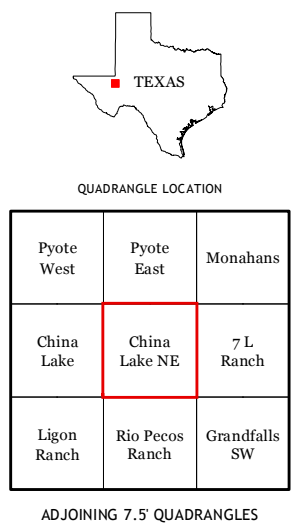 TEXAS
QUADRANGLE LOCATION
Pyote
West
Pyote
East
Monahans
China
Lake
China
Lake NE
7 L
Ranch
Ligon
Ranch
Rio Pecos
Ranch
Grandfalls
SW
ADJOINING 7.5' QUADRANGLES